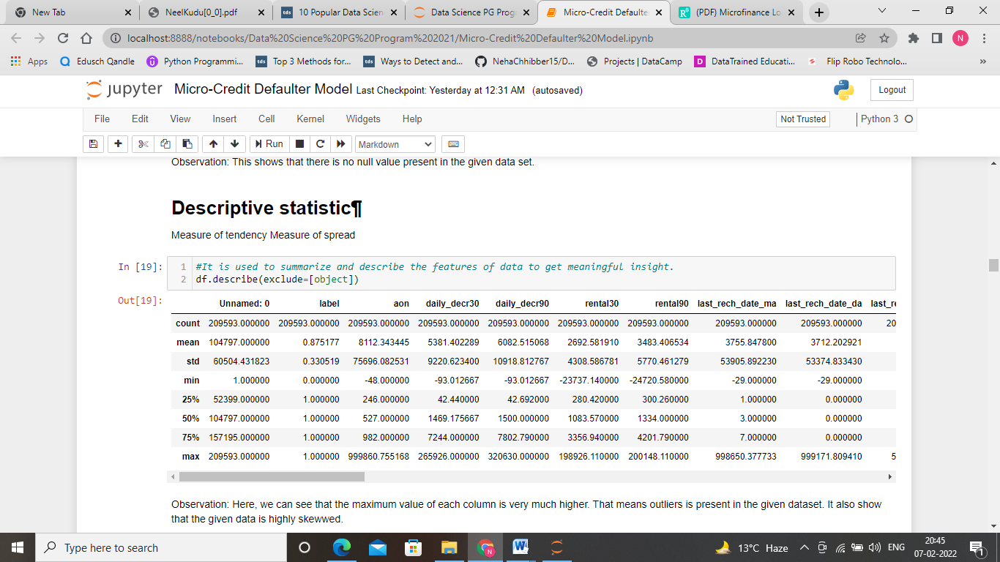 New Tab
NeelKudu[0_0].pdf
tds 10 Popular Data Scien
Data Science PG Prog
Micro-Credit Defaulte
(PDF) Microfinance Lo
localhost:8888/notebooks/Data%20Science%20PG%20Program%202021/Micro-Credit%20Defaulter%20Model.ipynb
N
Apps
Edusch Qandle
Python Programmi...
tds Top 3 Methods for...
tds Ways to Detect and...
NehaChhibber15/D...
Projects | DataCamp
D DataTrained Educati...
Flip Robo Technolo...
»
jupyter Micro-Credit Defaulter Model Last Checkpoint: Yesterday at 12:31 AM (autosaved)
Logout
File Edit View Insert Cell Kernel Widgets Help
Not Trusted
Python 3
Run
Markdown
Observation: This shows that there is no null value present in the given data set.
Descriptive statistic¶
Measure of tendency Measure of spread
In [19]:
1 #It is used to summarize and describe the features of data to get meaningful insight.
2 df.describe(exclude=[object])
Out[19]:
Unnamed: 0 label aon daily_decr30 daily_decr90 rental30 rental90 last_rech_date_ma last_rech_date_da last_re
count 209593.000000 209593.000000 209593.000000 209593.000000 209593.000000 209593.000000 209593.000000 209593.000000 209593.000000 20
mean 104797.000000 0.875177 8112.343445 5381.402289 6082.515068 2692.581910 3483.406534 3755.847800 3712.202921
std 60504.431823 0.330519 75696.082531 9220.623400 10918.812767 4308.586781 5770.461279 53905.892230 53374.833430
min 1.000000 0.000000 -48.000000 -93.012667 -93.012667 -23737.140000 -24720.580000 -29.000000 -29.000000
25% 52399.000000 1.000000 246.000000 42.440000 42.692000 280.420000 300.260000 1.000000 0.000000
50% 104797.000000 1.000000 527.000000 1469.175667 1500.000000 1083.570000 1334.000000 3.000000 0.000000
75% 157195.000000 1.000000 982.000000 7244.000000 7802.790000 3356.940000 4201.790000 7.000000 0.000000
max 209593.000000 1.000000 999860.755168 265926.000000 320630.000000 198926.110000 200148.110000 998650.377733 999171.809410 5
Observation: Here, we can see that the maximum value of each column is very much higher. That means outliers is present in the given dataset. It also show
that the given data is highly skewwed.
Type here to search
13°C Haze
ENG
20:45
07-02-2022
1